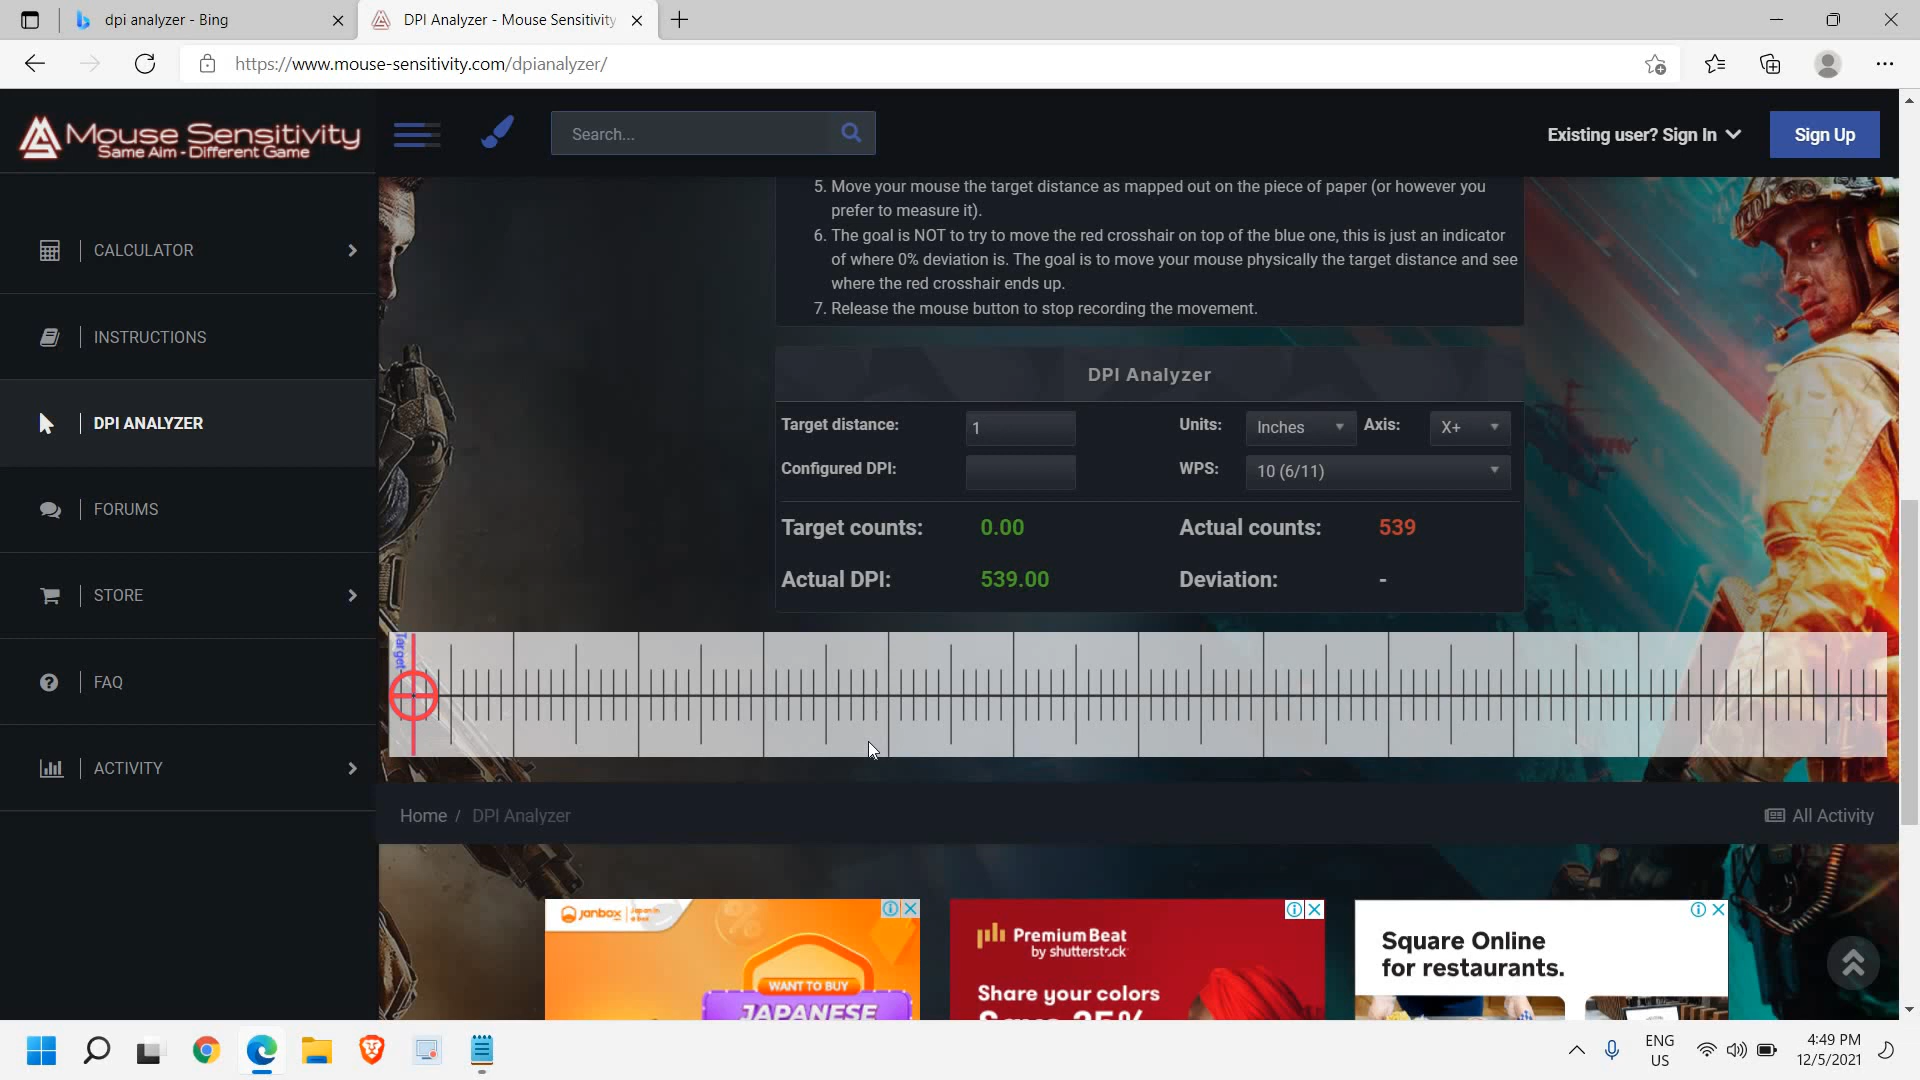 dpi analyzer - Bing
DPI Analyzer - Mouse Sensitivity
https://www.mouse-sensitivity.com/dpianalyzer/
Mouse Sensitivity
Same Aim - Different Game
Search...
Existing user? Sign In
Sign Up
CALCULATOR
INSTRUCTIONS
DPI ANALYZER
FORUMS
STORE
FAQ
ACTIVITY
5. Move your mouse the target distance as mapped out on the piece of paper (or however you
prefer to measure it).
6. The goal is NOT to try to move the red crosshair on top of the blue one, this is just an indicator
of where 0% deviation is. The goal is to move your mouse physically the target distance and see
where the red crosshair ends up.
7. Release the mouse button to stop recording the movement.
DPI Analyzer
Target distance: 1 Units: Inches Axis: X+
Configured DPI: WPS: 10 (6/11)
Target counts: 0.00 Actual counts: 539
Actual DPI: 539.00 Deviation: -
Target
Home / DPI Analyzer
All Activity
janbox
WANT TO BUY
JAPANESE
PremiumBeat
by shutterstock
Share your colors
Save 25%
Square Online
for restaurants.
ENG
US
4:49 PM
12/5/2021